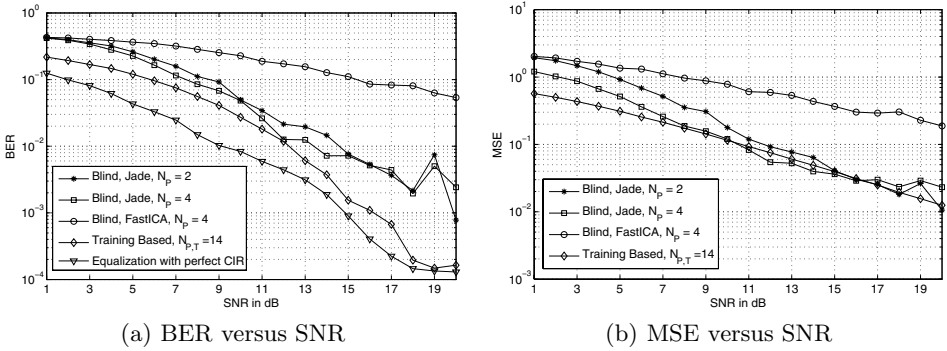 10^0
10^-1
10^-2
10^-3
10^-4
BER
1 3 5 7 9 11 13 15 17 19
SNR in dB
Blind, Jade, N_P = 2
Blind, Jade, N_P = 4
Blind, FastICA, N_P = 4
Training Based, N_P,T =14
Equalization with perfect CIR
(a) BER versus SNR
10^1
10^0
10^-1
10^-2
10^-3
MSE
1 3 5 7 9 11 13 15 17 19
SNR in dB
Blind, Jade, N_P = 2
Blind, Jade, N_P = 4
Blind, FastICA, N_P = 4
Training Based, N_P,T =14
(b) MSE versus SNR